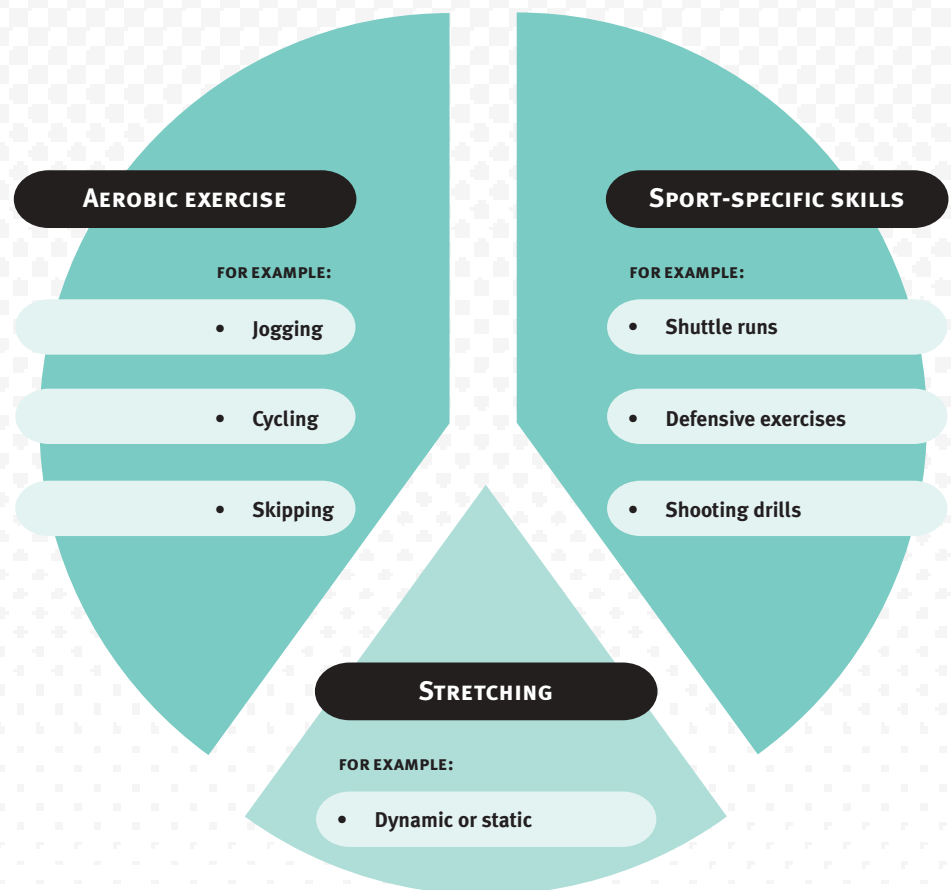 AEROBIC EXERCISE
FOR EXAMPLE:
• Jogging
• Cycling
• Skipping
SPORT-SPECIFIC SKILLS
FOR EXAMPLE:
• Shuttle runs
• Defensive exercises
• Shooting drills
STRETCHING
FOR EXAMPLE:
• Dynamic or static